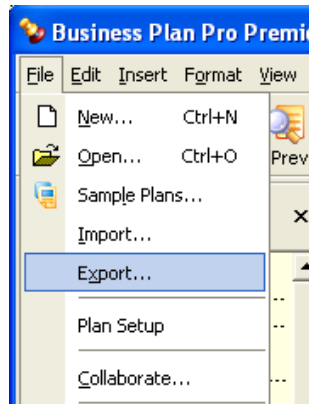 Business Plan Pro Premie
File Edit Insert Format View
New... Ctrl+N
Open... Ctrl+O
Prev
Sample Plans...
Import...
Export...
Plan Setup
Collaborate...